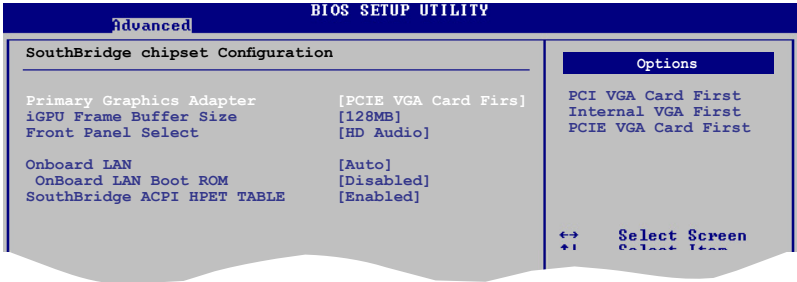 BIOS SETUP UTILITY
Advanced
SouthBridge chipset Configuration
Primary Graphics Adapter [PCIE VGA Card Firs]
iGPU Frame Buffer Size [128MB]
Front Panel Select [HD Audio]
Onboard LAN [Auto]
OnBoard LAN Boot ROM [Disabled]
SouthBridge ACPI HPET TABLE [Enabled]
Options
PCI VGA Card First
Internal VGA First
PCIE VGA Card First
←→ Select Screen
↑↓ Select Item